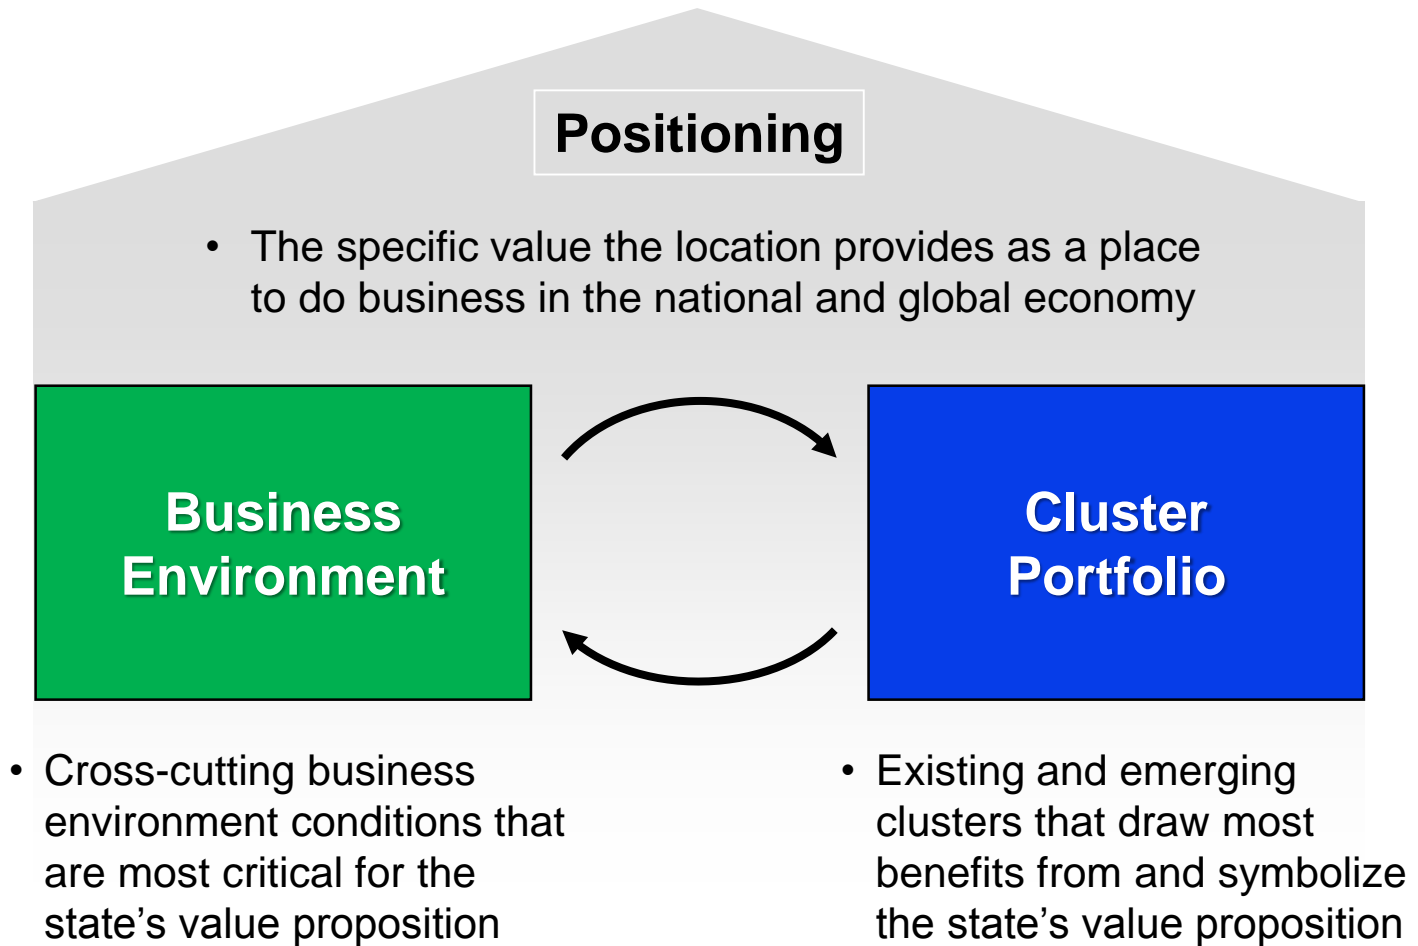 Positioning
• The specific value the location provides as a place
to do business in the national and global economy
Business
Environment
Cluster
Portfolio
• Cross-cutting business
environment conditions that
are most critical for the
state’s value proposition
• Existing and emerging
clusters that draw most
benefits from and symbolize
the state’s value proposition